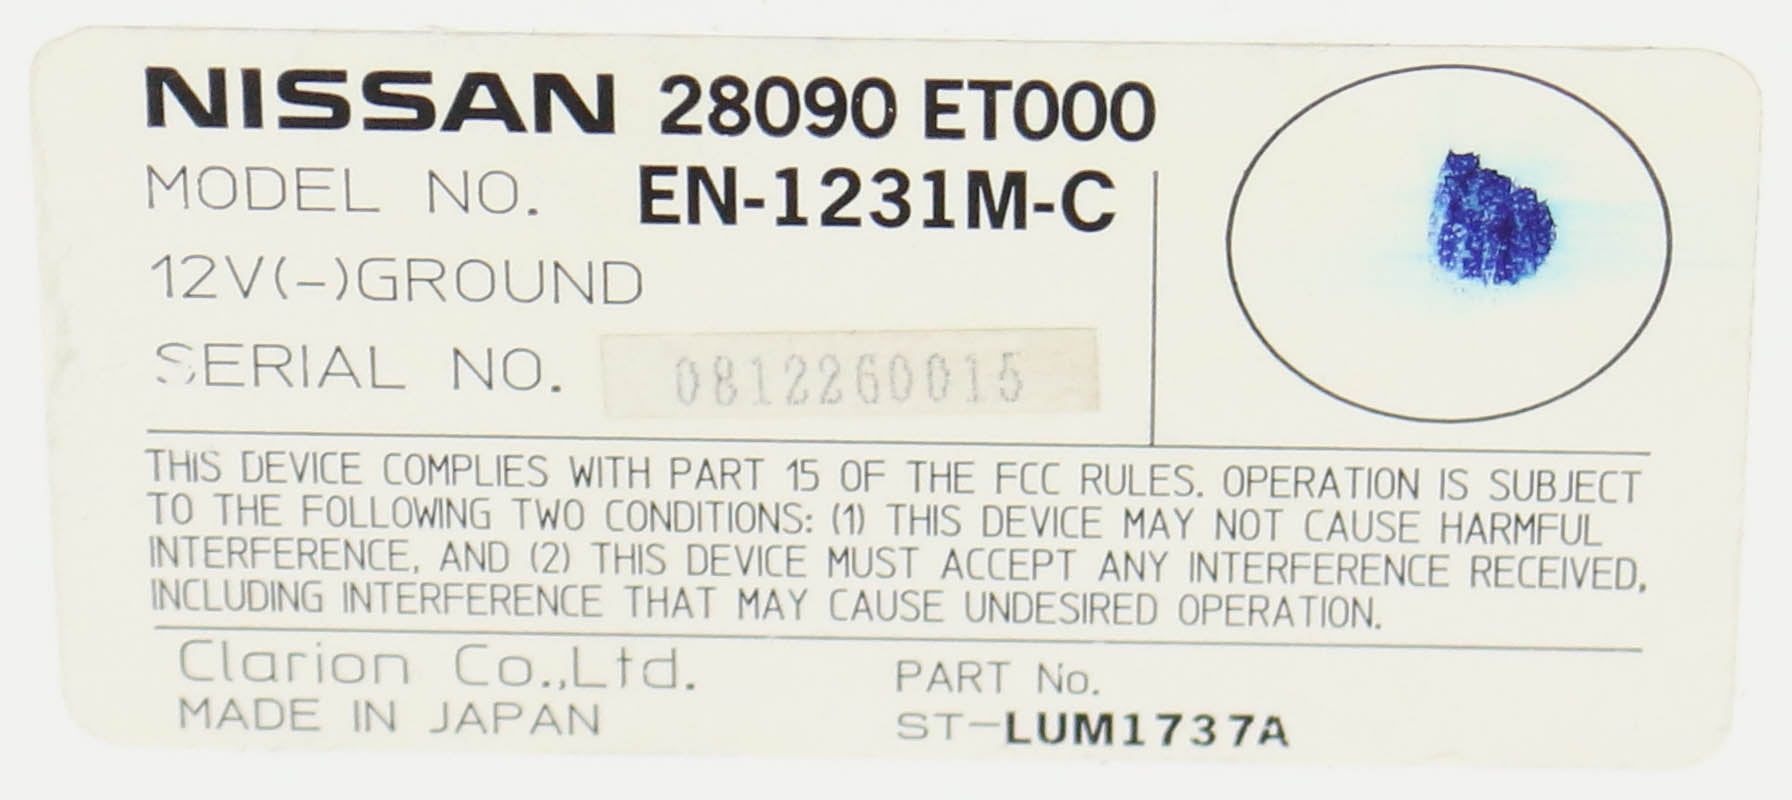 NISSAN 28090 ET000
MODEL NO. EN-1231M-C
12V(-)GROUND
SERIAL NO. 0812260015
THIS DEVICE COMPLIES WITH PART 15 OF THE FCC RULES. OPERATION IS SUBJECT
TO THE FOLLOWING TWO CONDITIONS: (1) THIS DEVICE MAY NOT CAUSE HARMFUL
INTERFERENCE, AND (2) THIS DEVICE MUST ACCEPT ANY INTERFERENCE RECEIVED,
INCLUDING INTERFERENCE THAT MAY CAUSE UNDESIRED OPERATION.
Clarion Co.,Ltd.
MADE IN JAPAN
PART No.
ST-LUM1737A